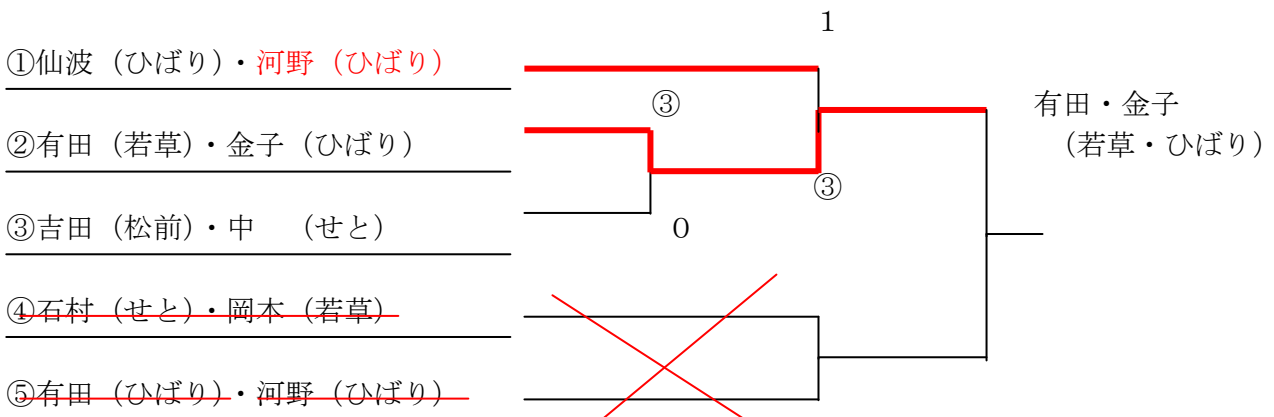 1
①仙波（ひばり）・河野（ひばり）
③
有田・金子
（若草・ひばり）
②有田（若草）・金子（ひばり）
③
③吉田（松前）・中　（せと）
0
④石村（せと）・岡本（若草）
⑤有田（ひばり）・河野（ひばり）